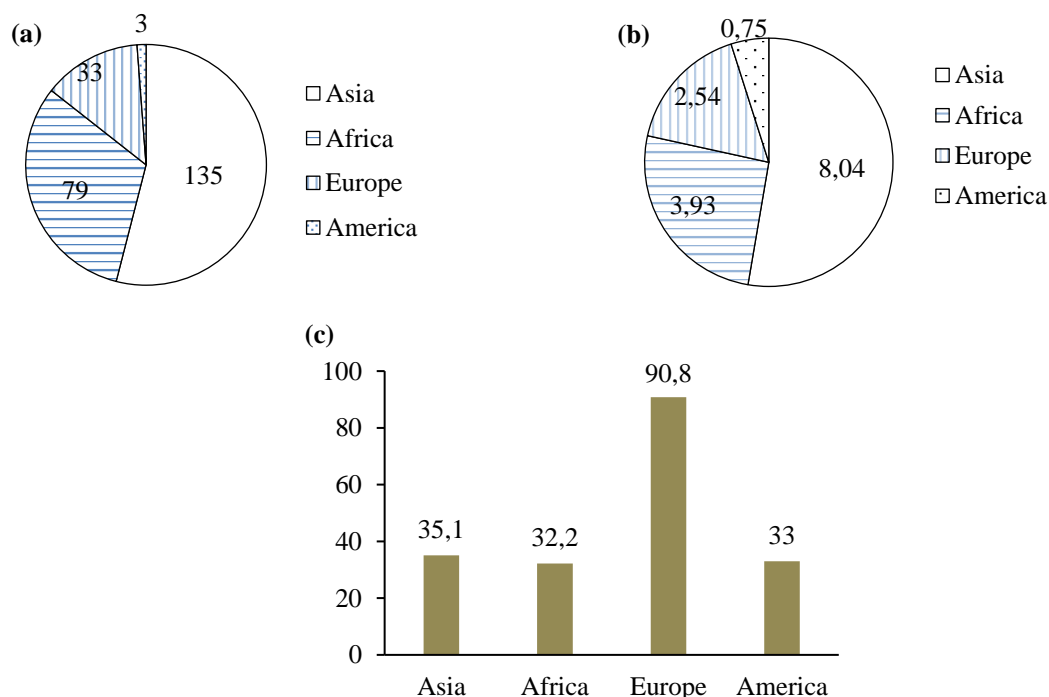 (a)
3
33
79
135
Asia
Africa
Europe
America
(b)
0,75
2,54
3,93
8,04
Asia
Africa
Europe
America
(c)
100
80
60
40
20
0
35,1
32,2
90,8
33
Asia Africa Europe America